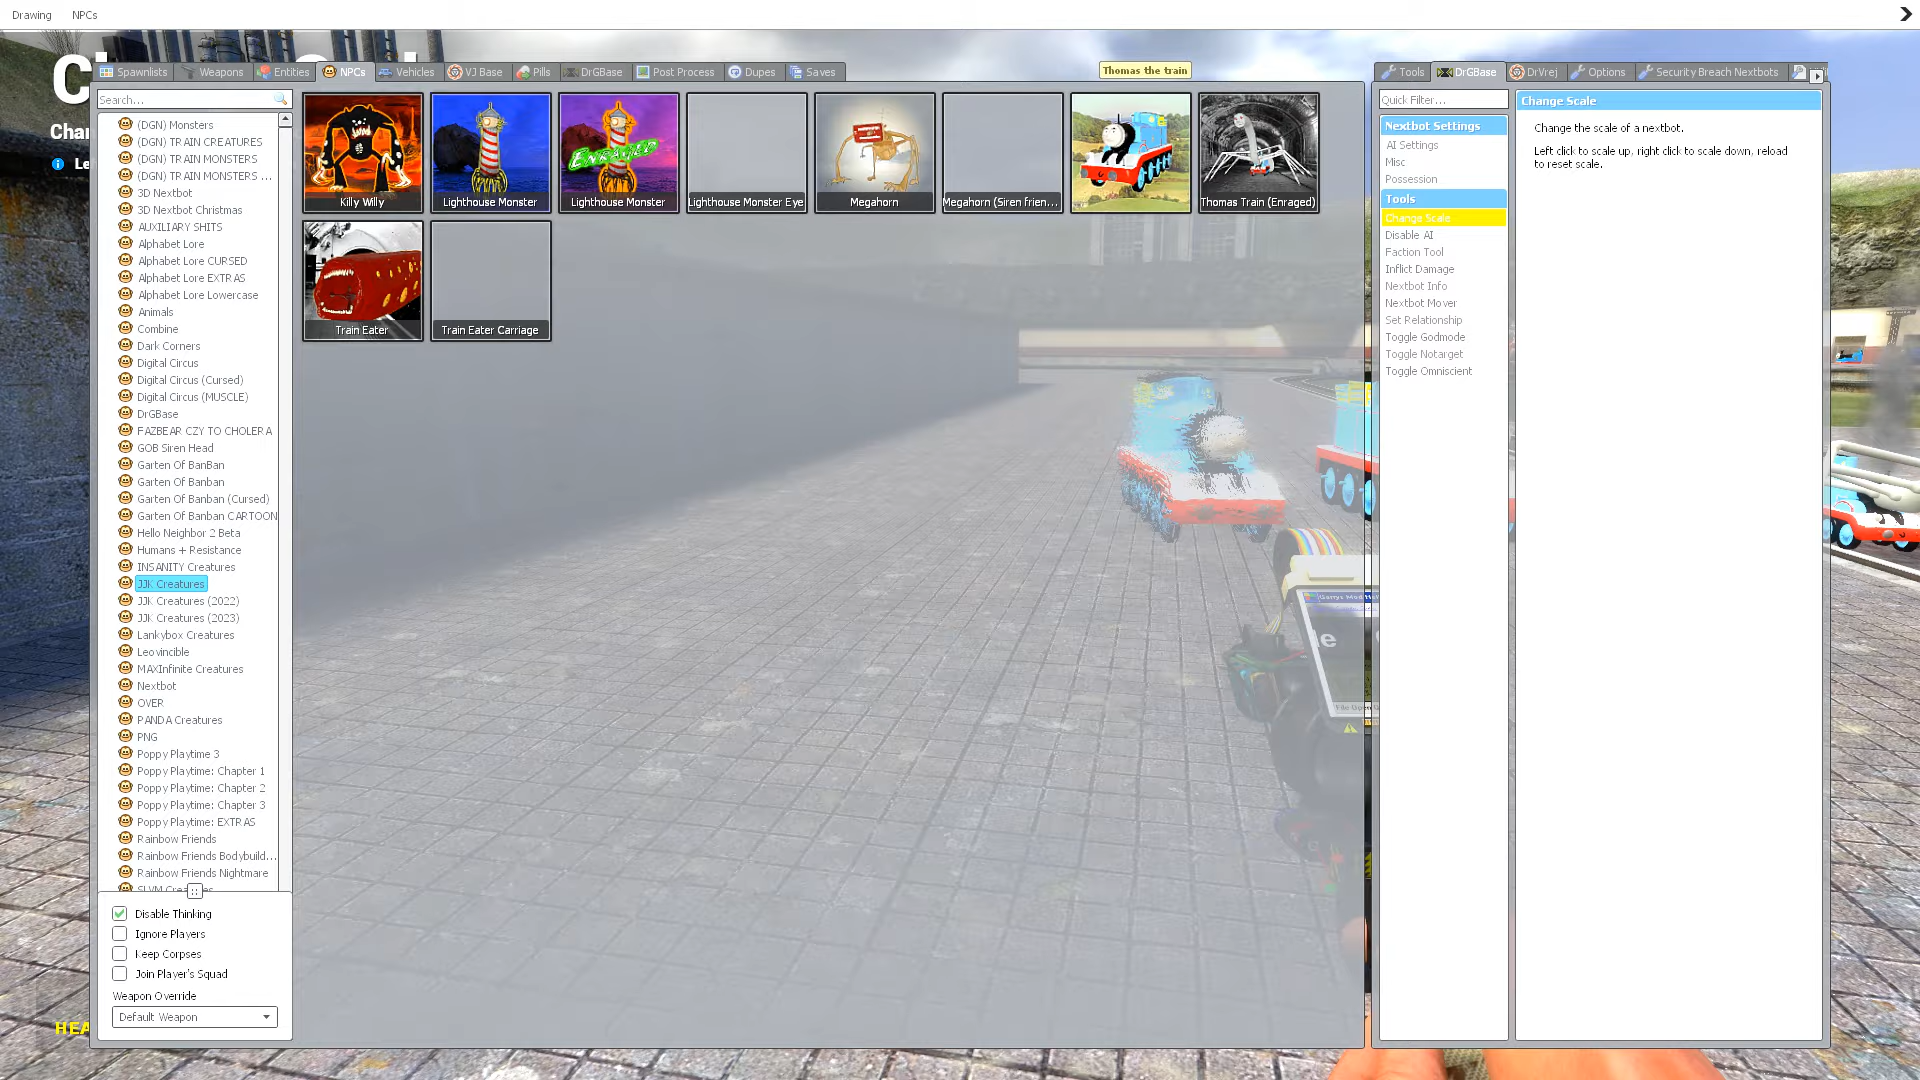 Drawing NPCs
Spawnlists Weapons Entities NPCs Vehicles VJ Base Pills DrGBase Post Process Dupes Saves
Thomas the train
Tools DrGBase DrVrej Options Security Breach Nextbots
Search...
(DGN) Monsters
(DGN) TRAIN CREATURES
(DGN) TRAIN MONSTERS
(DGN) TRAIN MONSTERS ...
3D Nextbot
3D Nextbot Christmas
AUXILIARY SHITS
Alphabet Lore
Alphabet Lore CURSED
Alphabet Lore EXTRAS
Alphabet Lore Lowercase
Animals
Combine
Dark Corners
Digital Circus
Digital Circus (Cursed)
Digital Circus (MUSCLE)
DrGBase
FAZBEAR CZY TO CHOLERA
GOB Siren Head
Garten Of BanBan
Garten Of Banban
Garten Of Banban (Cursed)
Garten Of Banban CARTOON
Hello Neighbor 2 Beta
Humans + Resistance
INSANITY Creatures
JJK Creatures
JJK Creatures (2022)
JJK Creatures (2023)
Lankybox Creatures
Leovincible
MAXInfinite Creatures
Nextbot
OVER
PANDA Creatures
PNG
Poppy Playtime 3
Poppy Playtime: Chapter 1
Poppy Playtime: Chapter 2
Poppy Playtime: Chapter 3
Poppy Playtime: EXTRAS
Rainbow Friends
Rainbow Friends Bodybuild...
Rainbow Friends Nightmare
Disable Thinking
Ignore Players
Keep Corpses
Join Player's Squad
Weapon Override
Default Weapon
Killy Willy
Lighthouse Monster
ENRAGED
Lighthouse Monster
Lighthouse Monster Eye
Megahorn
Megahorn (Siren frien...
Thomas Train (Enraged)
Train Eater
Train Eater Carriage
Quick Filter...
Nextbot Settings
AI Settings
Misc
Possession
Tools
Change Scale
Disable AI
Faction Tool
Inflict Damage
Nextbot Info
Nextbot Mover
Set Relationship
Toggle Godmode
Toggle Notarget
Toggle Omniscient
Change Scale
Change the scale of a nextbot.
Left click to scale up, right click to scale down, reload
to reset scale.